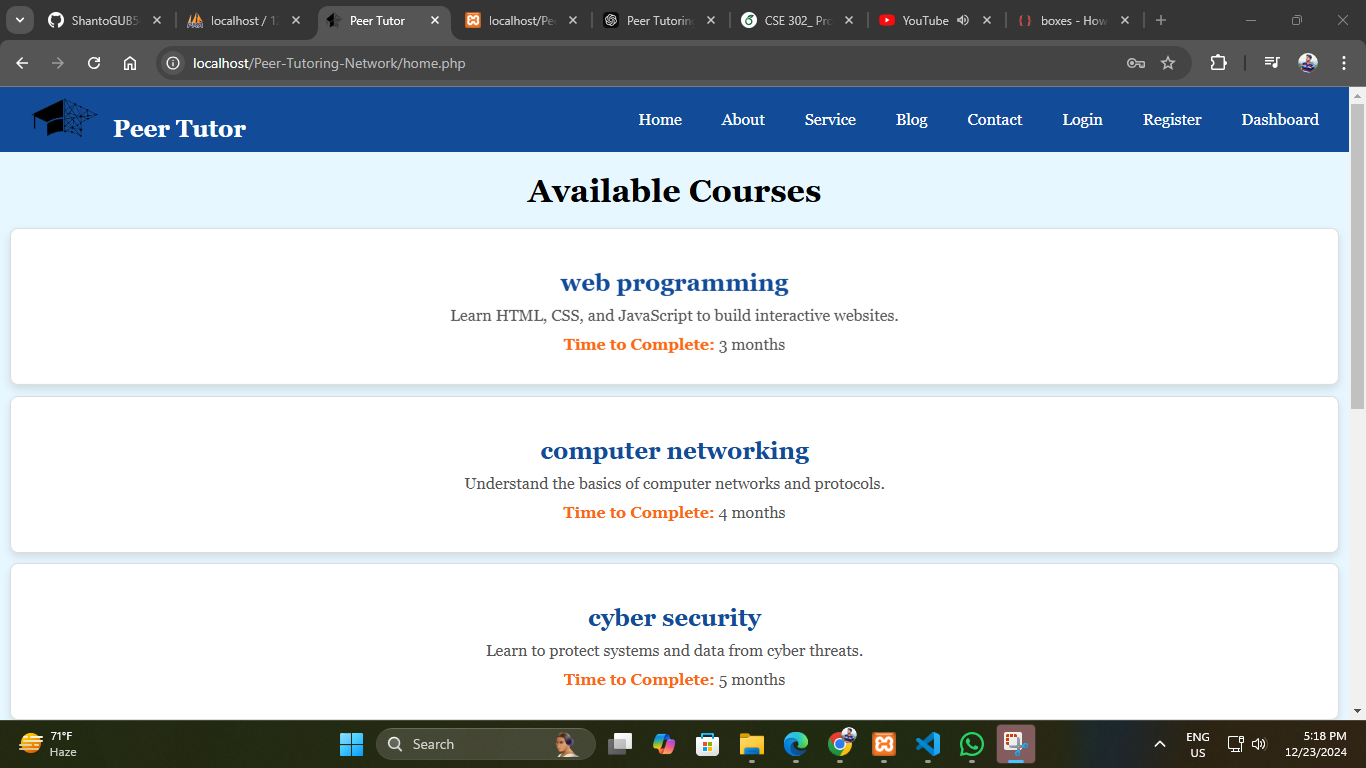 ShantoGUB5
localhost / 12
Peer Tutor
localhost/Pee
Peer Tutoring
CSE 302_ Pro
YouTube
boxes - How
localhost/Peer-Tutoring-Network/home.php
Peer Tutor
Home About Service Blog Contact Login Register Dashboard
Available Courses
web programming
Learn HTML, CSS, and JavaScript to build interactive websites.
Time to Complete: 3 months
computer networking
Understand the basics of computer networks and protocols.
Time to Complete: 4 months
cyber security
Learn to protect systems and data from cyber threats.
Time to Complete: 5 months
71°F
Haze
Search
ENG
US
5:18 PM
12/23/2024